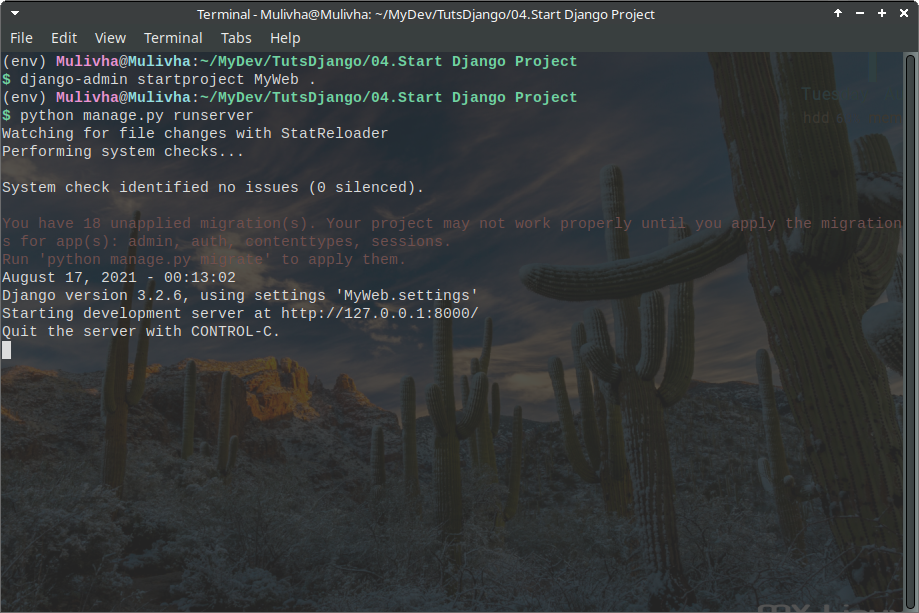 Terminal - Mulivha@Mulivha: ~/MyDev/TutsDjango/04.Start Django Project
File Edit View Terminal Tabs Help
(env) Mulivha@Mulivha:~/MyDev/TutsDjango/04.Start Django Project
$ django-admin startproject MyWeb .
(env) Mulivha@Mulivha:~/MyDev/TutsDjango/04.Start Django Project
$ python manage.py runserver
Watching for file changes with StatReloader
Performing system checks...
System check identified no issues (0 silenced).
You have 18 unapplied migration(s). Your project may not work properly until you apply the migration
s for app(s): admin, auth, contenttypes, sessions.
Run 'python manage.py migrate' to apply them.
August 17, 2021 - 00:13:02
Django version 3.2.6, using settings 'MyWeb.settings'
Starting development server at http://127.0.0.1:8000/
Quit the server with CONTROL-C.
hdd